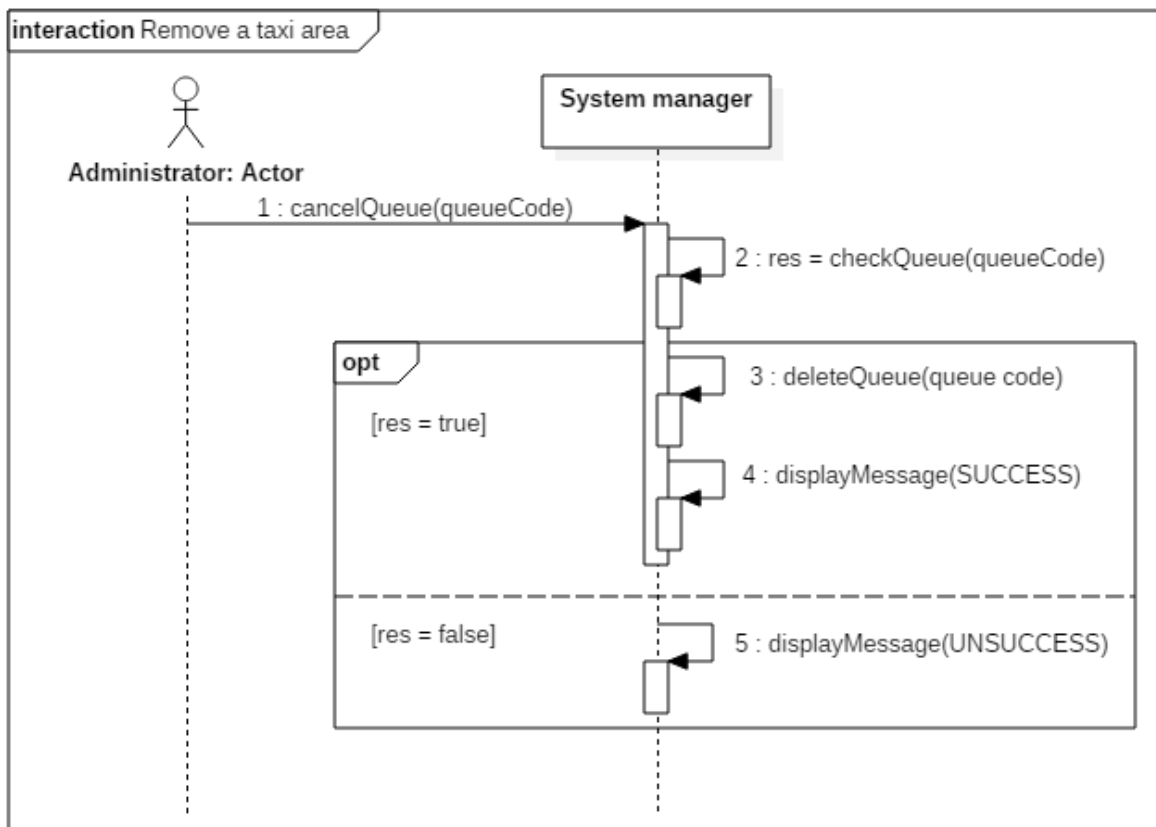 interaction Remove a taxi area
System manager
Administrator: Actor
1 : cancelQueue(queueCode)
2 : res = checkQueue(queueCode)
opt
3 : deleteQueue(queue code)
[res = true]
4 : displayMessage(SUCCESS)
[res = false]
5 : displayMessage(UNSUCCESS)